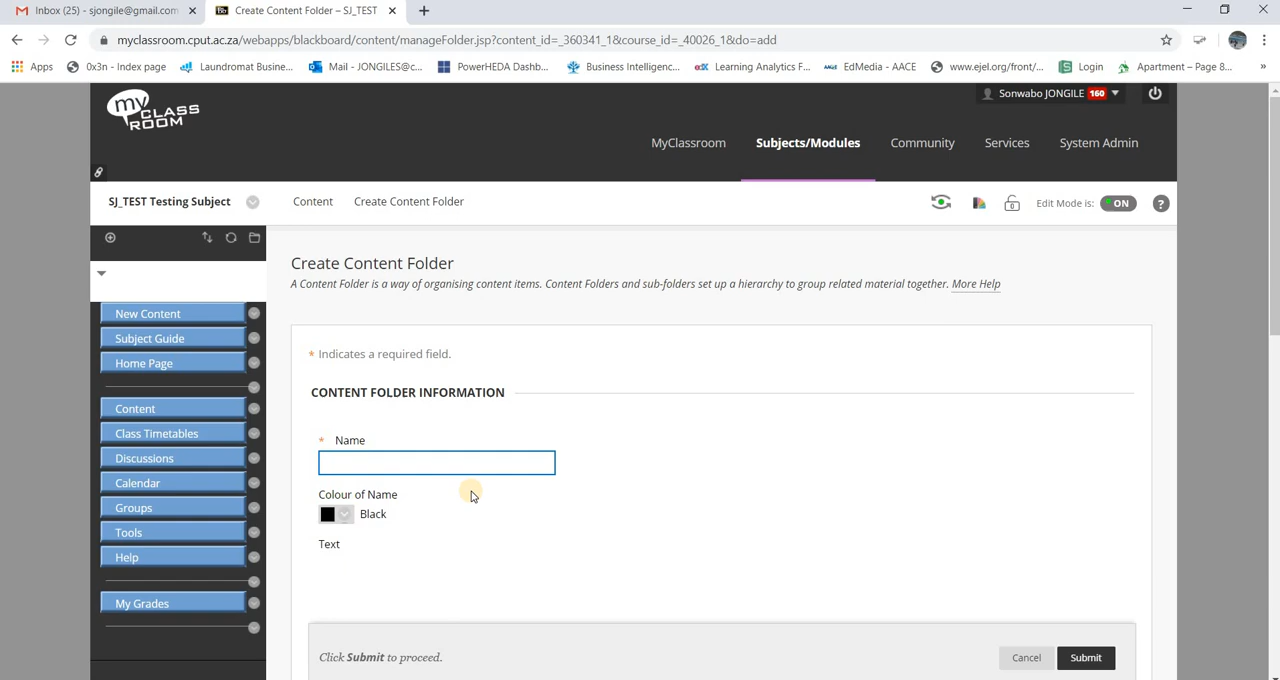 Inbox (25) - sjongile@gmail.com
Create Content Folder – SJ_TEST
myclassroom.cput.ac.za/webapps/blackboard/content/manageFolder.jsp?content_id=_360341_1&course_id=_40026_1&do=add
Apps 0x3n - Index page Laundromat Busine... Mail - JONGILES@c... PowerHEDA Dashb... Business Intelligenc... Learning Analytics F... EdMedia - AACE www.ejel.org/front/... Login Apartment – Page 8... »
my CLASS ROOM
Sonwabo JONGILE 160
MyClassroom Subjects/Modules Community Services System Admin
SJ_TEST Testing Subject Content Create Content Folder Edit Mode is: ON ?
Create Content Folder
A Content Folder is a way of organising content items. Content Folders and sub-folders set up a hierarchy to group related material together. More Help
New Content
Subject Guide
Home Page
Content
Class Timetables
Discussions
Calendar
Groups
Tools
Help
My Grades
* Indicates a required field.
CONTENT FOLDER INFORMATION
* Name
Colour of Name
Black
Text
Click Submit to proceed.
Cancel Submit